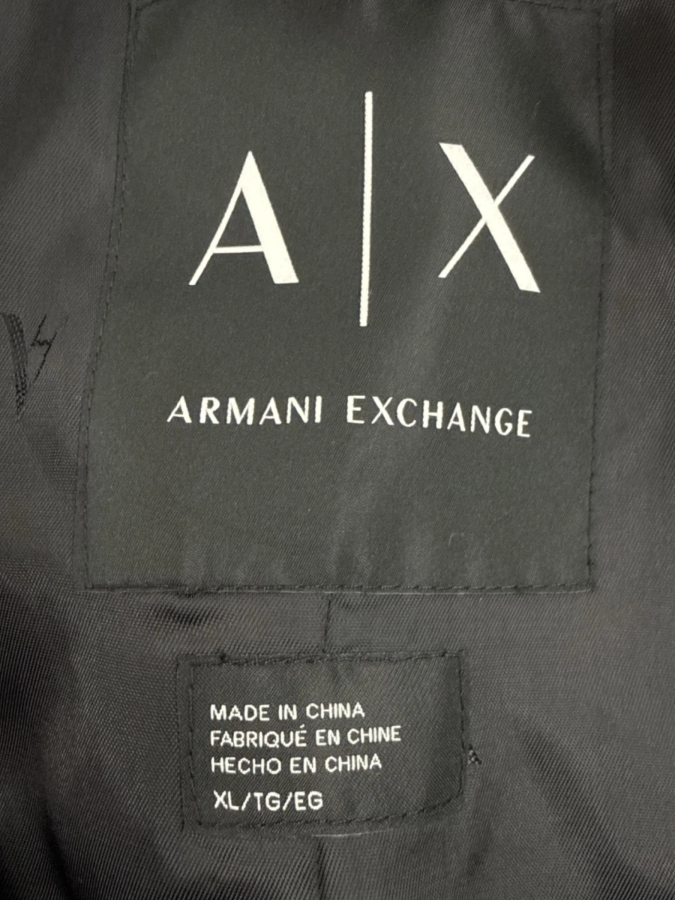 A|X
ARMANI EXCHANGE
MADE IN CHINA
FABRIQUÉ EN CHINE
HECHO EN CHINA
XL/TG/EG